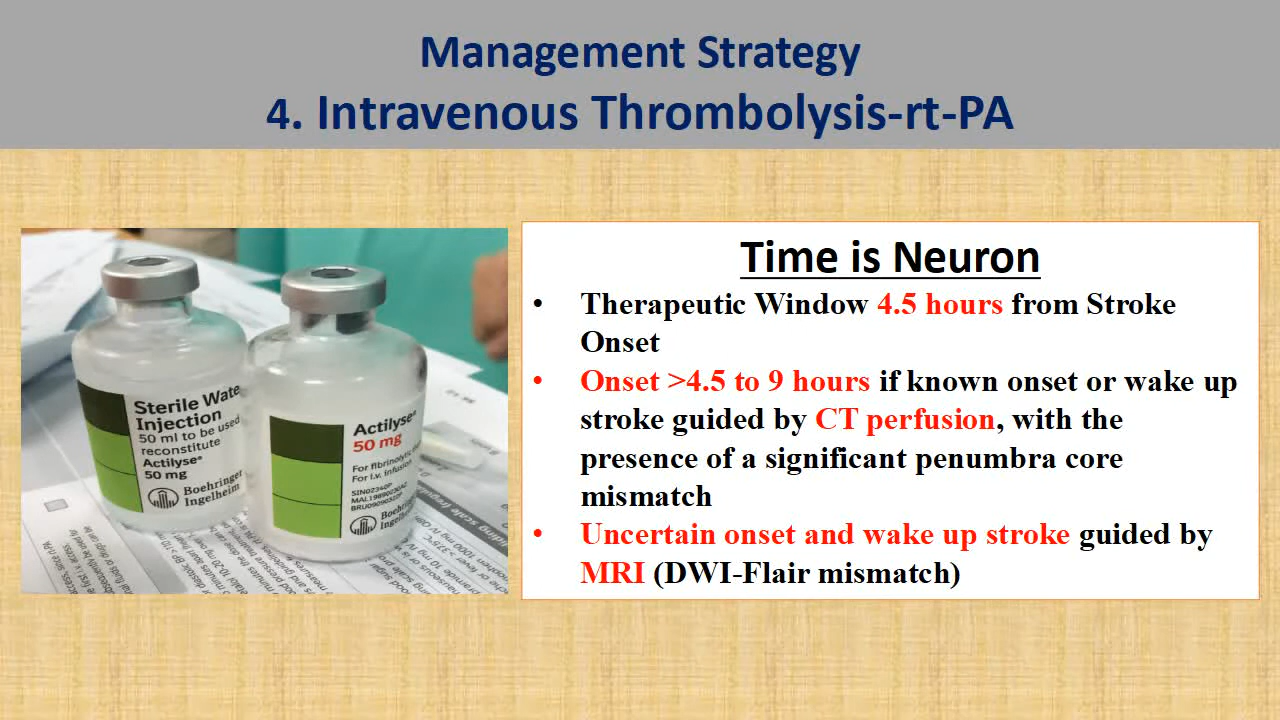 Management Strategy
4. Intravenous Thrombolysis-rt-PA
Time is Neuron
• Therapeutic Window 4.5 hours from Stroke
Onset
• Onset >4.5 to 9 hours if known onset or wake up
stroke guided by CT perfusion, with the
presence of a significant penumbra core
mismatch
• Uncertain onset and wake up stroke guided by
MRI (DWI-Flair mismatch)
Sterile Wate
Injection
50 ml to be used
reconstitute
Actilyse®
50 mg
Boehringer
Ingelheim
Actilyse®
50 mg
For fibrinolytic
For i.v. infusion
Boehringer
Ingelheim